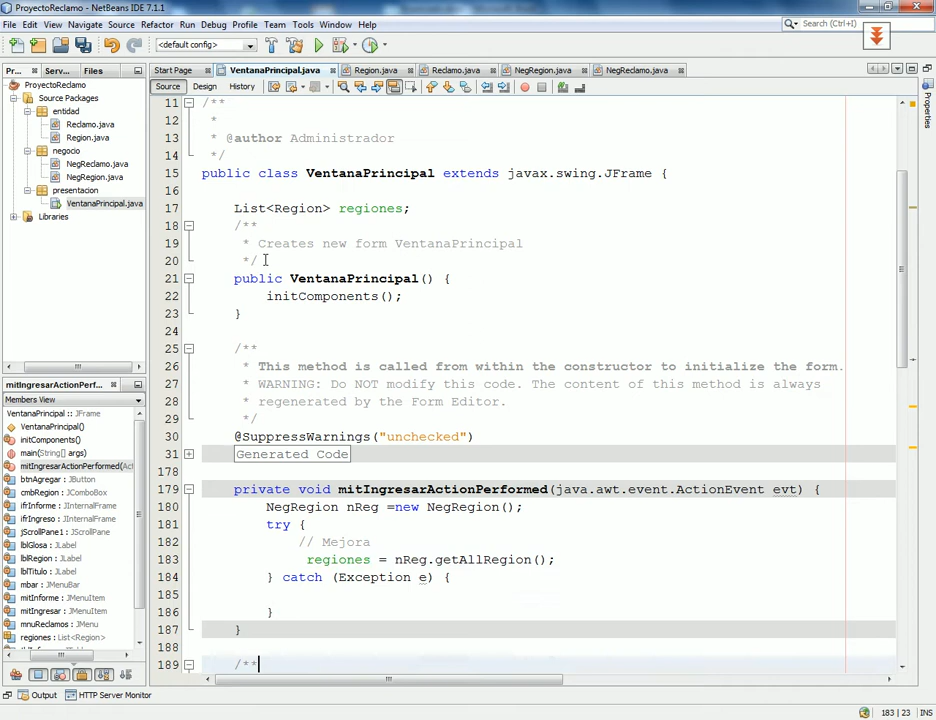 ProyectoReclamo - NetBeans IDE 7.1.1
File Edit View Navigate Source Refactor Run Debug Profile Team Tools Window Help
Search (Ctrl+I)
<default config>
Pr... Serv... Files
Start Page VentanaPrincipal.java Region.java Reclamo.java NegRegion.java NegReclamo.java
Source Design History
ProyectoReclamo
Source Packages
entidad
Reclamo.java
Region.java
negocio
NegReclamo.java
NegRegion.java
presentacion
VentanaPrincipal.java
Libraries
mitIngresarActionPerf...
Members View
VentanaPrincipal :: JFrame
VentanaPrincipal()
initComponents()
main(String[] args)
mitIngresarActionPerformed(Act
btnAgregar : JButton
cmbRegion : JComboBox
ifrInforme : JInternalFrame
ifrIngreso : JInternalFrame
jScrollPane1 : JScrollPane
lblGlosa : JLabel
lblRegion : JLabel
lblTitulo : JLabel
mbar : JMenuBar
mitInforme : JMenuItem
mitIngresar : JMenuItem
mnuReclamos : JMenu
regiones : List<Region>
11 /**
12 *
13 * @author Administrador
14 */
15 public class VentanaPrincipal extends javax.swing.JFrame {
16
17 List<Region> regiones;
18 /**
19 * Creates new form VentanaPrincipal
20 */
21 public VentanaPrincipal() {
22 initComponents();
23 }
24
25 /**
26 * This method is called from within the constructor to initialize the form.
27 * WARNING: Do NOT modify this code. The content of this method is always
28 * regenerated by the Form Editor.
29 */
30 @SuppressWarnings("unchecked")
31 Generated Code
178
179 private void mitIngresarActionPerformed(java.awt.event.ActionEvent evt) {
180 NegRegion nReg =new NegRegion();
181 try {
182 // Mejora
183 regiones = nReg.getAllRegion();
184 } catch (Exception e) {
185
186 }
187 }
188
189 /**
Properties
Output HTTP Server Monitor
183 | 23 INS